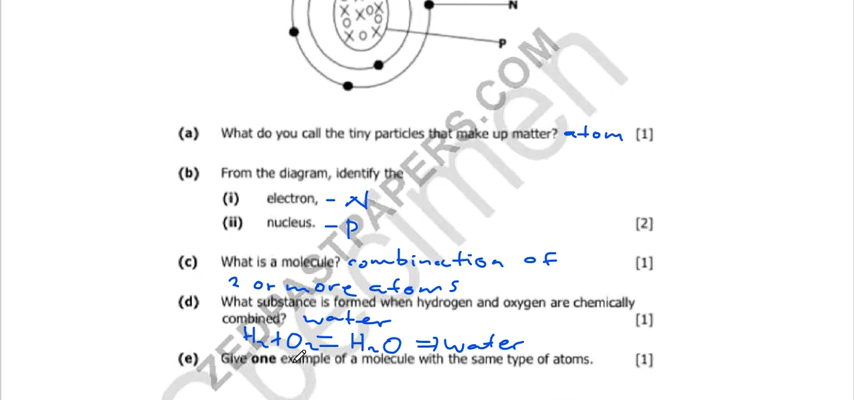 N
P
(a) What do you call the tiny particles that make up matter? atom [1]
(b) From the diagram, identify the
(i) electron, - N
(ii) nucleus. - P [2]
(c) What is a molecule? combination of [1]
2 or more atoms
(d) What substance is formed when hydrogen and oxygen are chemically
combined? water [1]
H2 + O2 = H2O ⇒ water
(e) Give one example of a molecule with the same type of atoms. [1]
ZEDPASTPAPERS.COM
Specimen